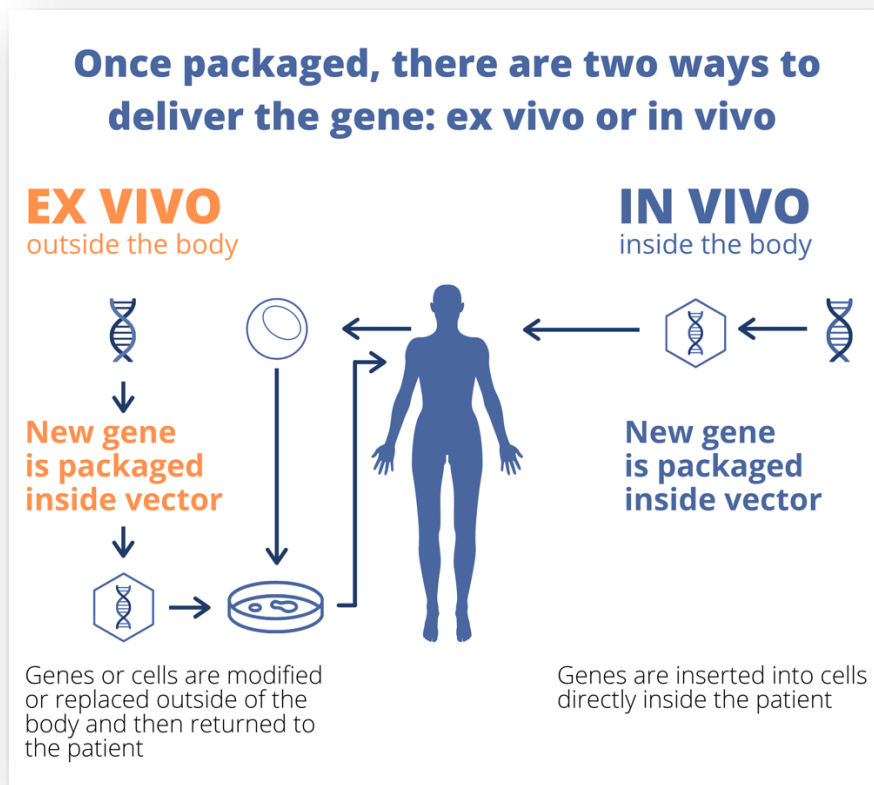 Once packaged, there are two ways to
deliver the gene: ex vivo or in vivo
EX VIVO
outside the body
New gene
is packaged
inside vector
Genes or cells are modified
or replaced outside of the
body and then returned to
the patient
IN VIVO
inside the body
New gene
is packaged
inside vector
Genes are inserted into cells
directly inside the patient